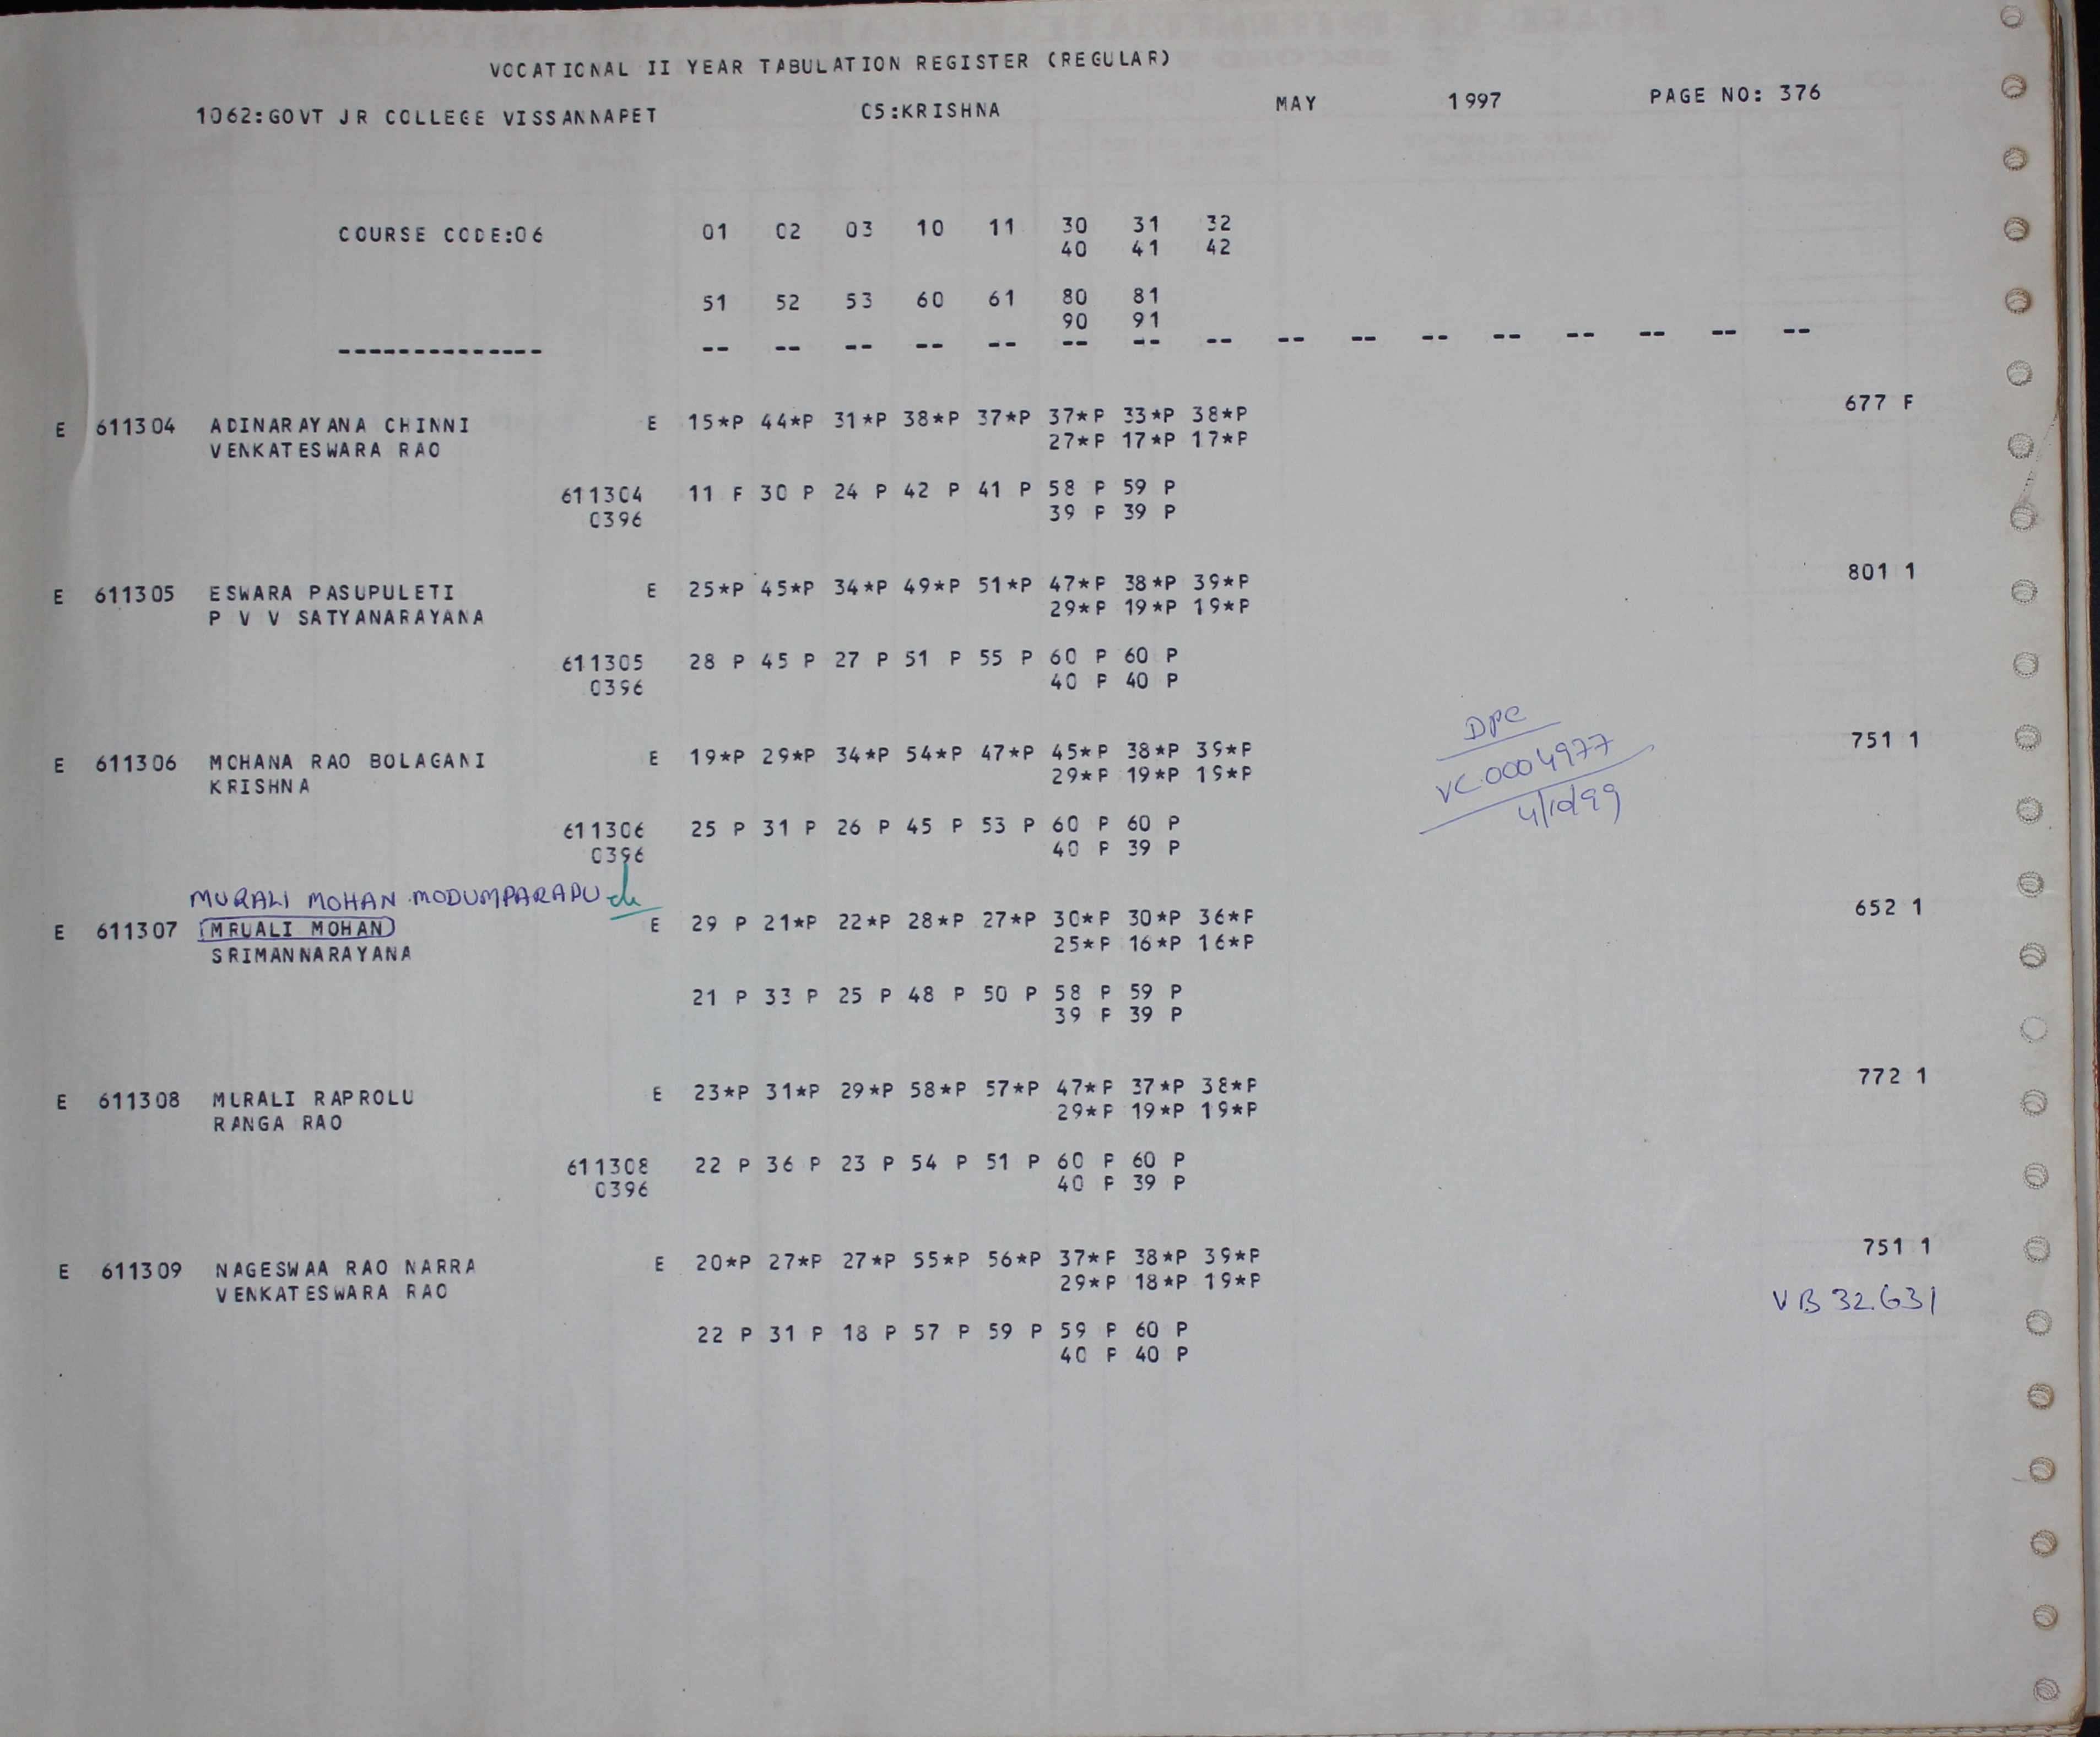 VOCATIONAL II YEAR TABULATION REGISTER (REGULAR)
1062:GOVT JR COLLEGE VISSANNAPET C5:KRISHNA MAY 1997 PAGE NO: 376
COURSE CODE:06 01 02 03 10 11 30 31 32
40 41 42
51 52 53 60 61 80 81
90 91
-------------- -- -- -- -- -- -- -- -- -- -- -- -- -- -- -- --
E 611304 ADINARAYANA CHINNI E 15*P 44*P 31*P 38*P 37*P 37*P 33*P 38*P 677 F
VENKATESWARA RAO 27*P 17*P 17*P
611304 11 F 30 P 24 P 42 P 41 P 58 P 59 P
0396 39 P 39 P
E 611305 ESWARA PASUPULETI E 25*P 45*P 34*P 49*P 51*P 47*P 38*P 39*P 801 1
P V V SATYANARAYANA 29*P 19*P 19*P
611305 28 P 45 P 27 P 51 P 55 P 60 P 60 P
0396 40 P 40 P
E 611306 MOHANA RAO BOLAGANI E 19*P 29*P 34*P 54*P 47*P 45*P 38*P 39*P 751 1
KRISHNA 29*P 19*P 19*P
611306 25 P 31 P 26 P 45 P 53 P 60 P 60 P
0396 40 P 39 P
DPC
VC.0004977
4/10/99
MURALI MOHAN MODUMPARAPU
E 611307 MRUALI MOHAN E 29 P 21*P 22*P 28*P 27*P 30*P 30*P 36*P 652 1
SRIMANNARAYANA 25*P 16*P 16*P
21 P 33 P 25 P 48 P 50 P 58 P 59 P
39 P 39 P
E 611308 MURALI RAPROLU E 23*P 31*P 29*P 58*P 57*P 47*P 37*P 38*P 772 1
RANGA RAO 29*P 19*P 19*P
611308 22 P 36 P 23 P 54 P 51 P 60 P 60 P
0396 40 P 39 P
E 611309 NAGESWAA RAO NARRA E 20*P 27*P 27*P 55*P 56*P 37*P 38*P 39*P 751 1
VENKATESWARA RAO 29*P 18*P 19*P
VB 32631
22 P 31 P 18 P 57 P 59 P 59 P 60 P
40 P 40 P